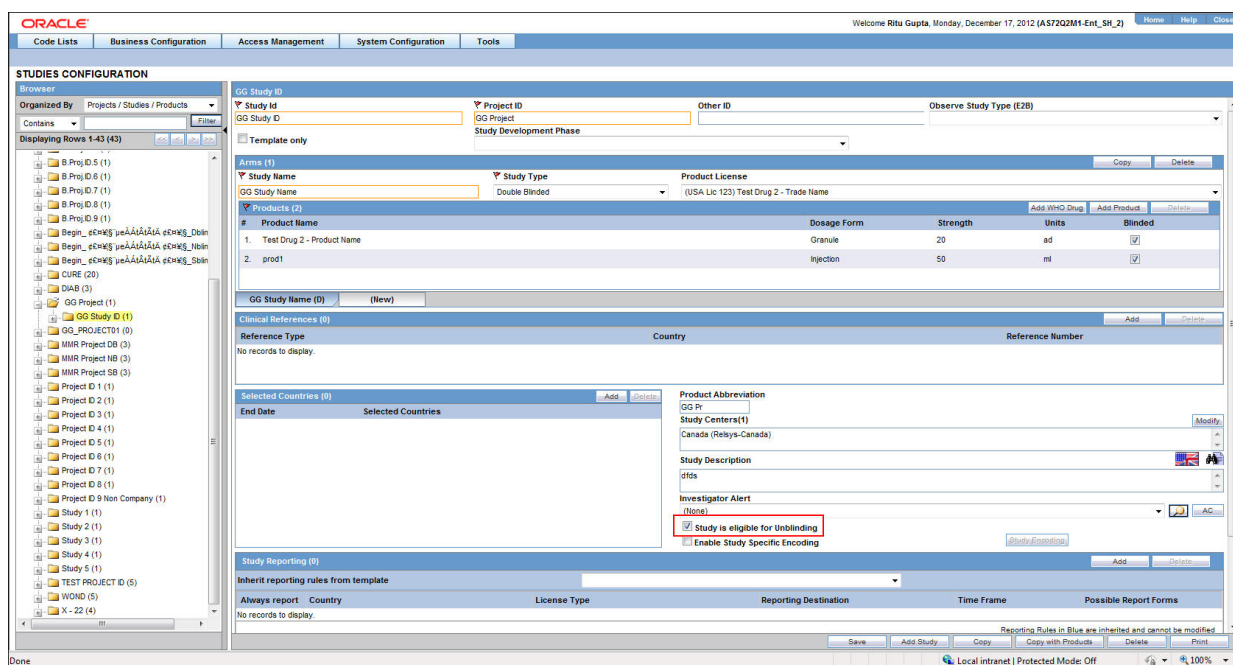 ORACLE
Welcome Ritu Gupta, Monday, December 17, 2012 (AS72Q2M1-Ent_SH_2) Home Help Close
Code Lists Business Configuration Access Management System Configuration Tools
STUDIES CONFIGURATION
Browser
Organized By Projects / Studies / Products
Contains Filter
Displaying Rows 1-43 (43) << < > >>
B.Proj.ID.5 (1)
B.Proj.ID.6 (1)
B.Proj.ID.7 (1)
B.Proj.ID.8 (1)
B.Proj.ID.9 (1)
CURE (20)
DIAB (3)
GG Project (1)
GG Study ID (1)
GG_PROJECT01 (0)
MMR Project DB (3)
MMR Project NB (3)
MMR Project SB (3)
Project ID 1 (1)
Project ID 2 (1)
Project ID 3 (1)
Project ID 4 (1)
Project ID 5 (1)
Project ID 6 (1)
Project ID 7 (1)
Project ID 8 (1)
Project ID 9 Non Company (1)
Study 1 (1)
Study 2 (1)
Study 3 (1)
Study 4 (1)
Study 5 (1)
TEST PROJECT ID (5)
WOND (5)
X - 22 (4)
GG Study ID
Study Id Project ID Other ID Observe Study Type (E2B)
GG Study ID GG Project
Template only Study Development Phase
Arms (1) Copy Delete
Study Name Study Type Product License
GG Study Name Double Blinded (USA Lic 123) Test Drug 2 - Trade Name
Products (2) Add WHO Drug Add Product Delete
# Product Name Dosage Form Strength Units Blinded
1. Test Drug 2 - Product Name Granule 20 ad
2. prod1 Injection 50 ml
GG Study Name (D) (New)
Clinical References (0) Add Delete
Reference Type Country Reference Number
No records to display.
Selected Countries (0) Add Delete
End Date Selected Countries
Product Abbreviation
GG Pr
Study Centers(1) Modify
Canada (Relsys-Canada)
Study Description
dfds
Investigator Alert
(None) AC
Study is eligible for Unblinding
Enable Study Specific Encoding Study Encoding
Study Reporting (0) Add Delete
Inherit reporting rules from template
Always report Country License Type Reporting Destination Time Frame Possible Report Forms
No records to display.
Reporting Rules in Blue are inherited and cannot be modified
Save Add Study Copy Copy with Products Delete Print
Done Local intranet | Protected Mode: Off 100%